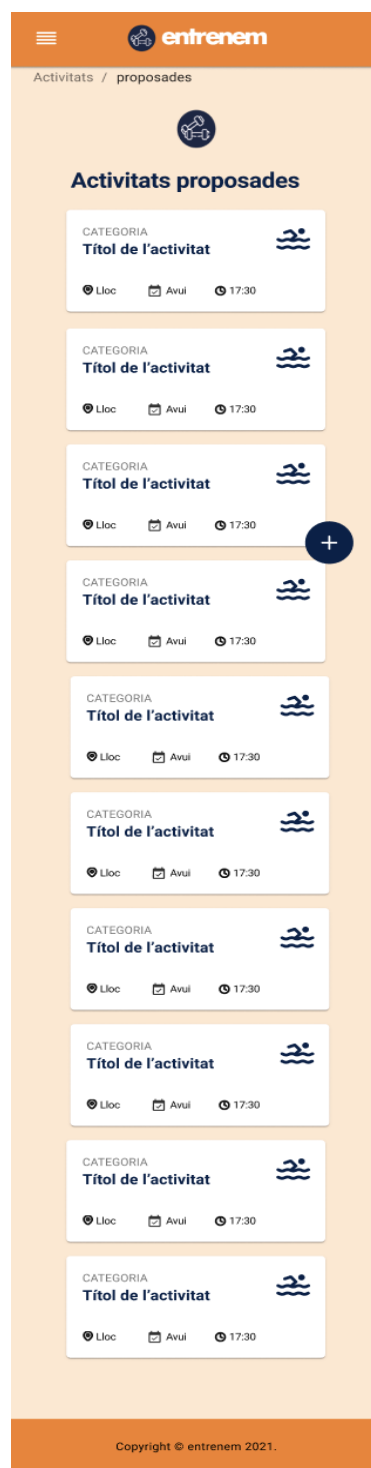 entrenem
Activitats / proposades
Activitats proposades
CATEGORIA
Títol de l'activitat
Lloc Avui 17:30
CATEGORIA
Títol de l'activitat
Lloc Avui 17:30
CATEGORIA
Títol de l'activitat
Lloc Avui 17:30
+
CATEGORIA
Títol de l'activitat
Lloc Avui 17:30
CATEGORIA
Títol de l'activitat
Lloc Avui 17:30
CATEGORIA
Títol de l'activitat
Lloc Avui 17:30
CATEGORIA
Títol de l'activitat
Lloc Avui 17:30
CATEGORIA
Títol de l'activitat
Lloc Avui 17:30
CATEGORIA
Títol de l'activitat
Lloc Avui 17:30
CATEGORIA
Títol de l'activitat
Lloc Avui 17:30
Copyright © entrenem 2021.